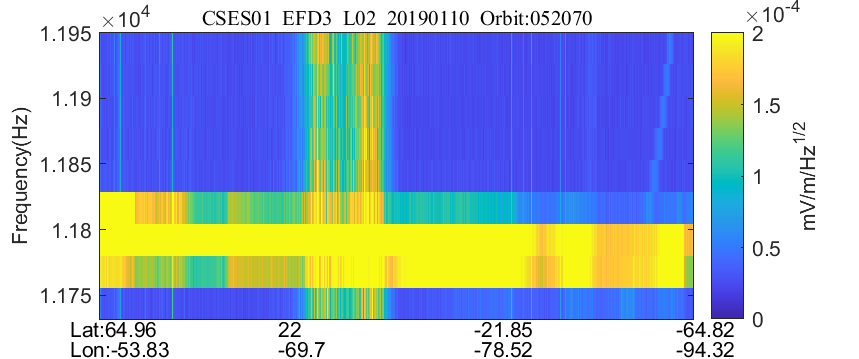 CSES01 EFD3 L02 20190110 Orbit:052070
×10⁴
×10⁻⁴
1.195
1.19
1.185
1.18
1.175
Frequency(Hz)
2
1.5
1
0.5
0
mV/m/Hz^1/2
Lat:64.96 22 -21.85 -64.82
Lon:-53.83 -69.7 -78.52 -94.32